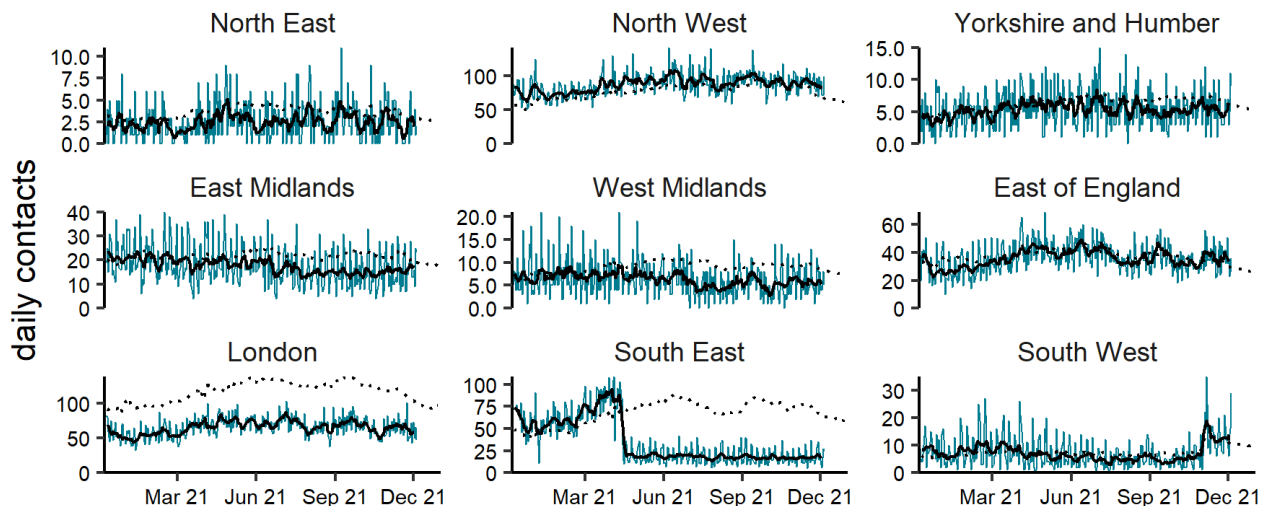 North East
North West
Yorkshire and Humber
10.0
7.5
5.0
2.5
0.0
100
50
0
15.0
10.0
5.0
0.0
East Midlands
West Midlands
East of England
40
30
20
10
0
20.0
15.0
10.0
5.0
0.0
60
40
20
0
daily contacts
London
South East
South West
100
50
0
100
75
50
25
0
30
20
10
0
Mar 21 Jun 21 Sep 21 Dec 21
Mar 21 Jun 21 Sep 21 Dec 21
Mar 21 Jun 21 Sep 21 Dec 21